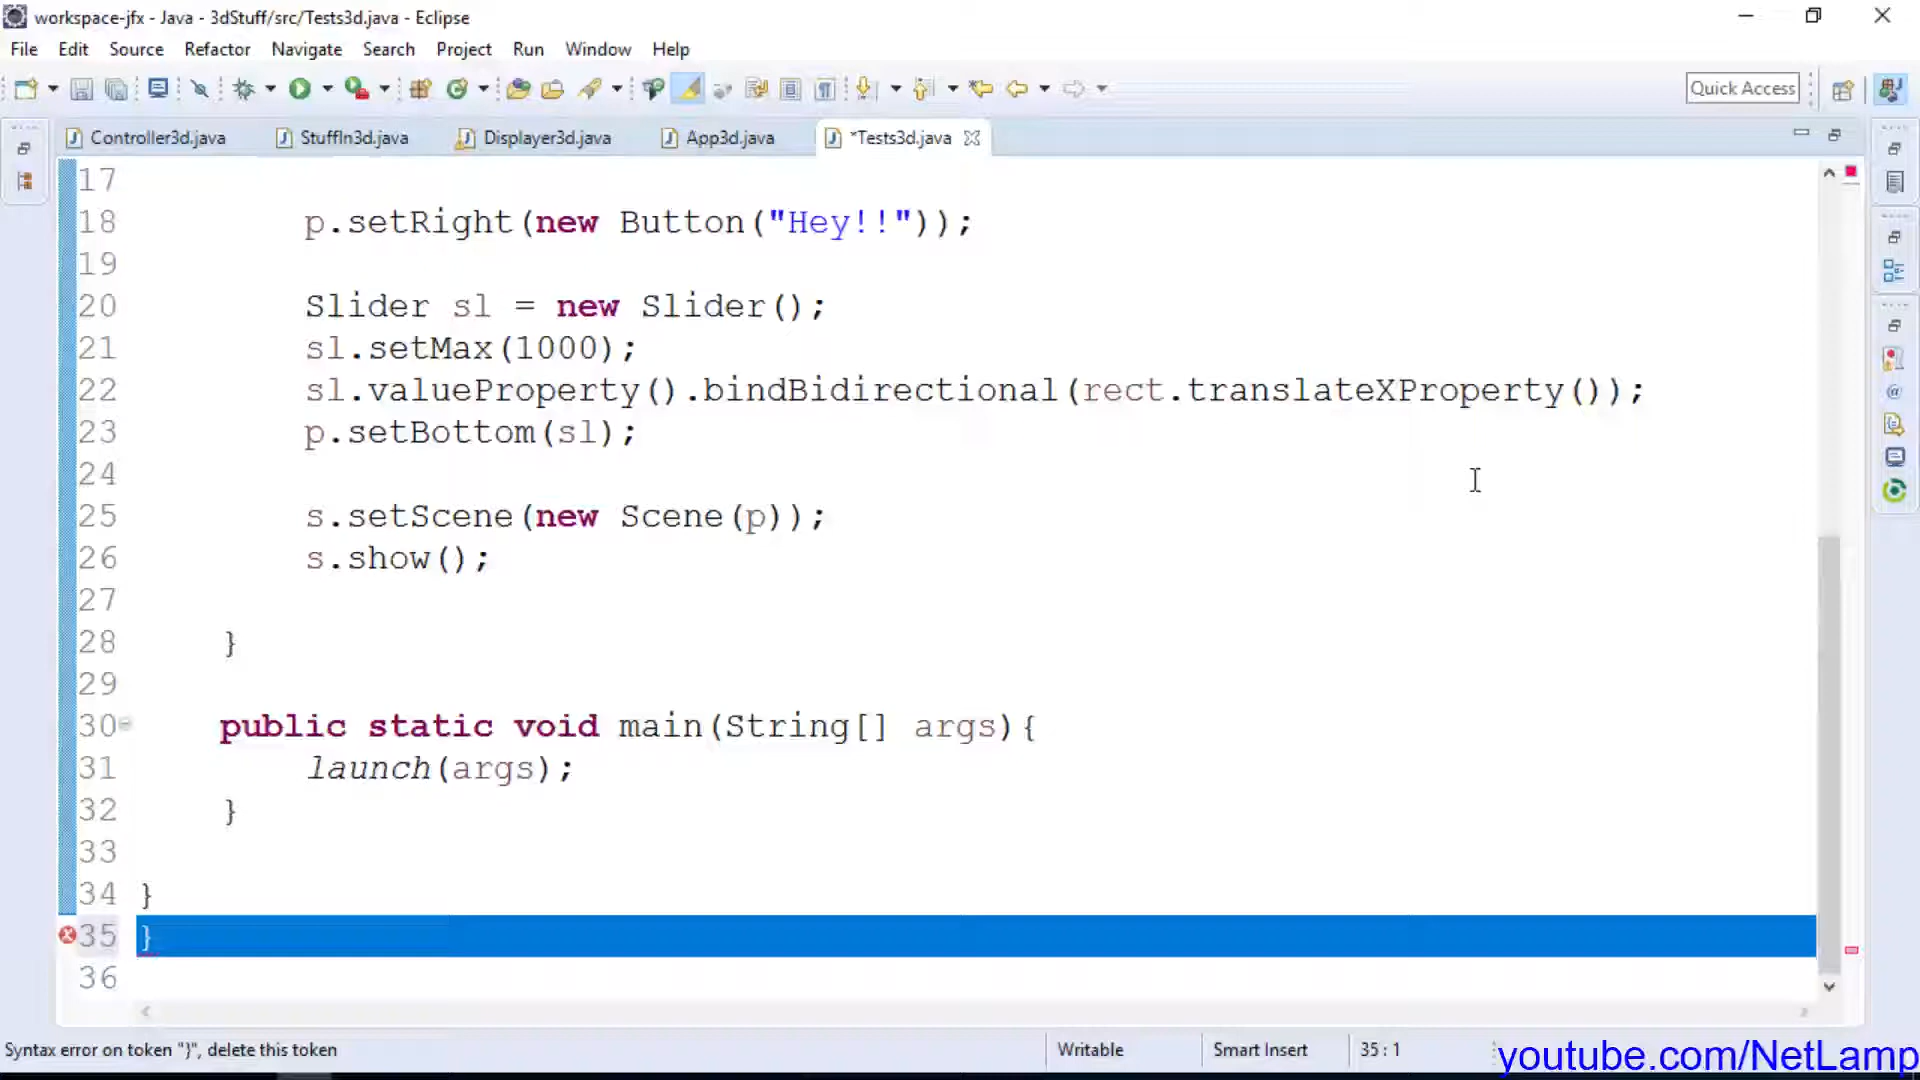 workspace-jfx - Java - 3dStuff/src/Tests3d.java - Eclipse
File Edit Source Refactor Navigate Search Project Run Window Help
Quick Access
Controller3d.java StuffIn3d.java Displayer3d.java App3d.java *Tests3d.java
17
18 p.setRight(new Button("Hey!!"));
19
20 Slider sl = new Slider();
21 sl.setMax(1000);
22 sl.valueProperty().bindBidirectional(rect.translateXProperty());
23 p.setBottom(sl);
24
25 s.setScene(new Scene(p));
26 s.show();
27
28 }
29
30 public static void main(String[] args){
31 launch(args);
32 }
33
34 }
35 }
36
Syntax error on token "}", delete this token Writable Smart Insert 35 : 1
youtube.com/NetLamp